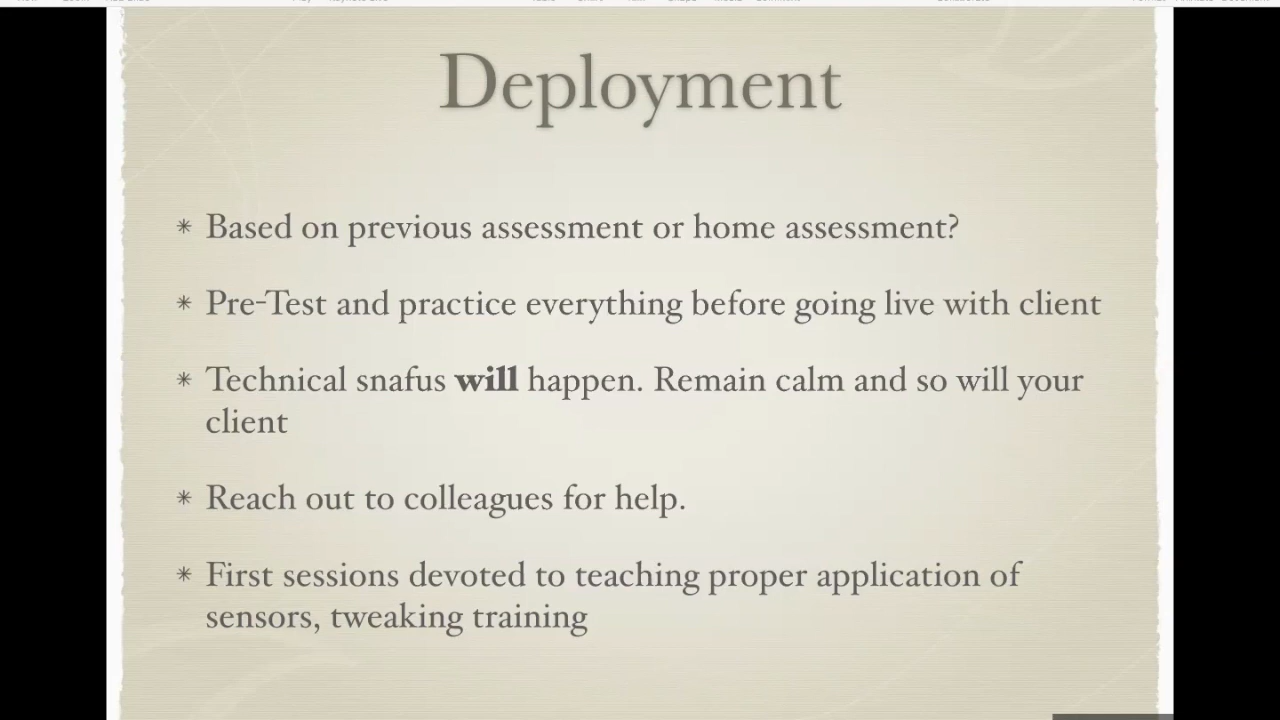 Deployment
* Based on previous assessment or home assessment?
* Pre-Test and practice everything before going live with client
* Technical snafus will happen. Remain calm and so will your
client
* Reach out to colleagues for help.
* First sessions devoted to teaching proper application of
sensors, tweaking training